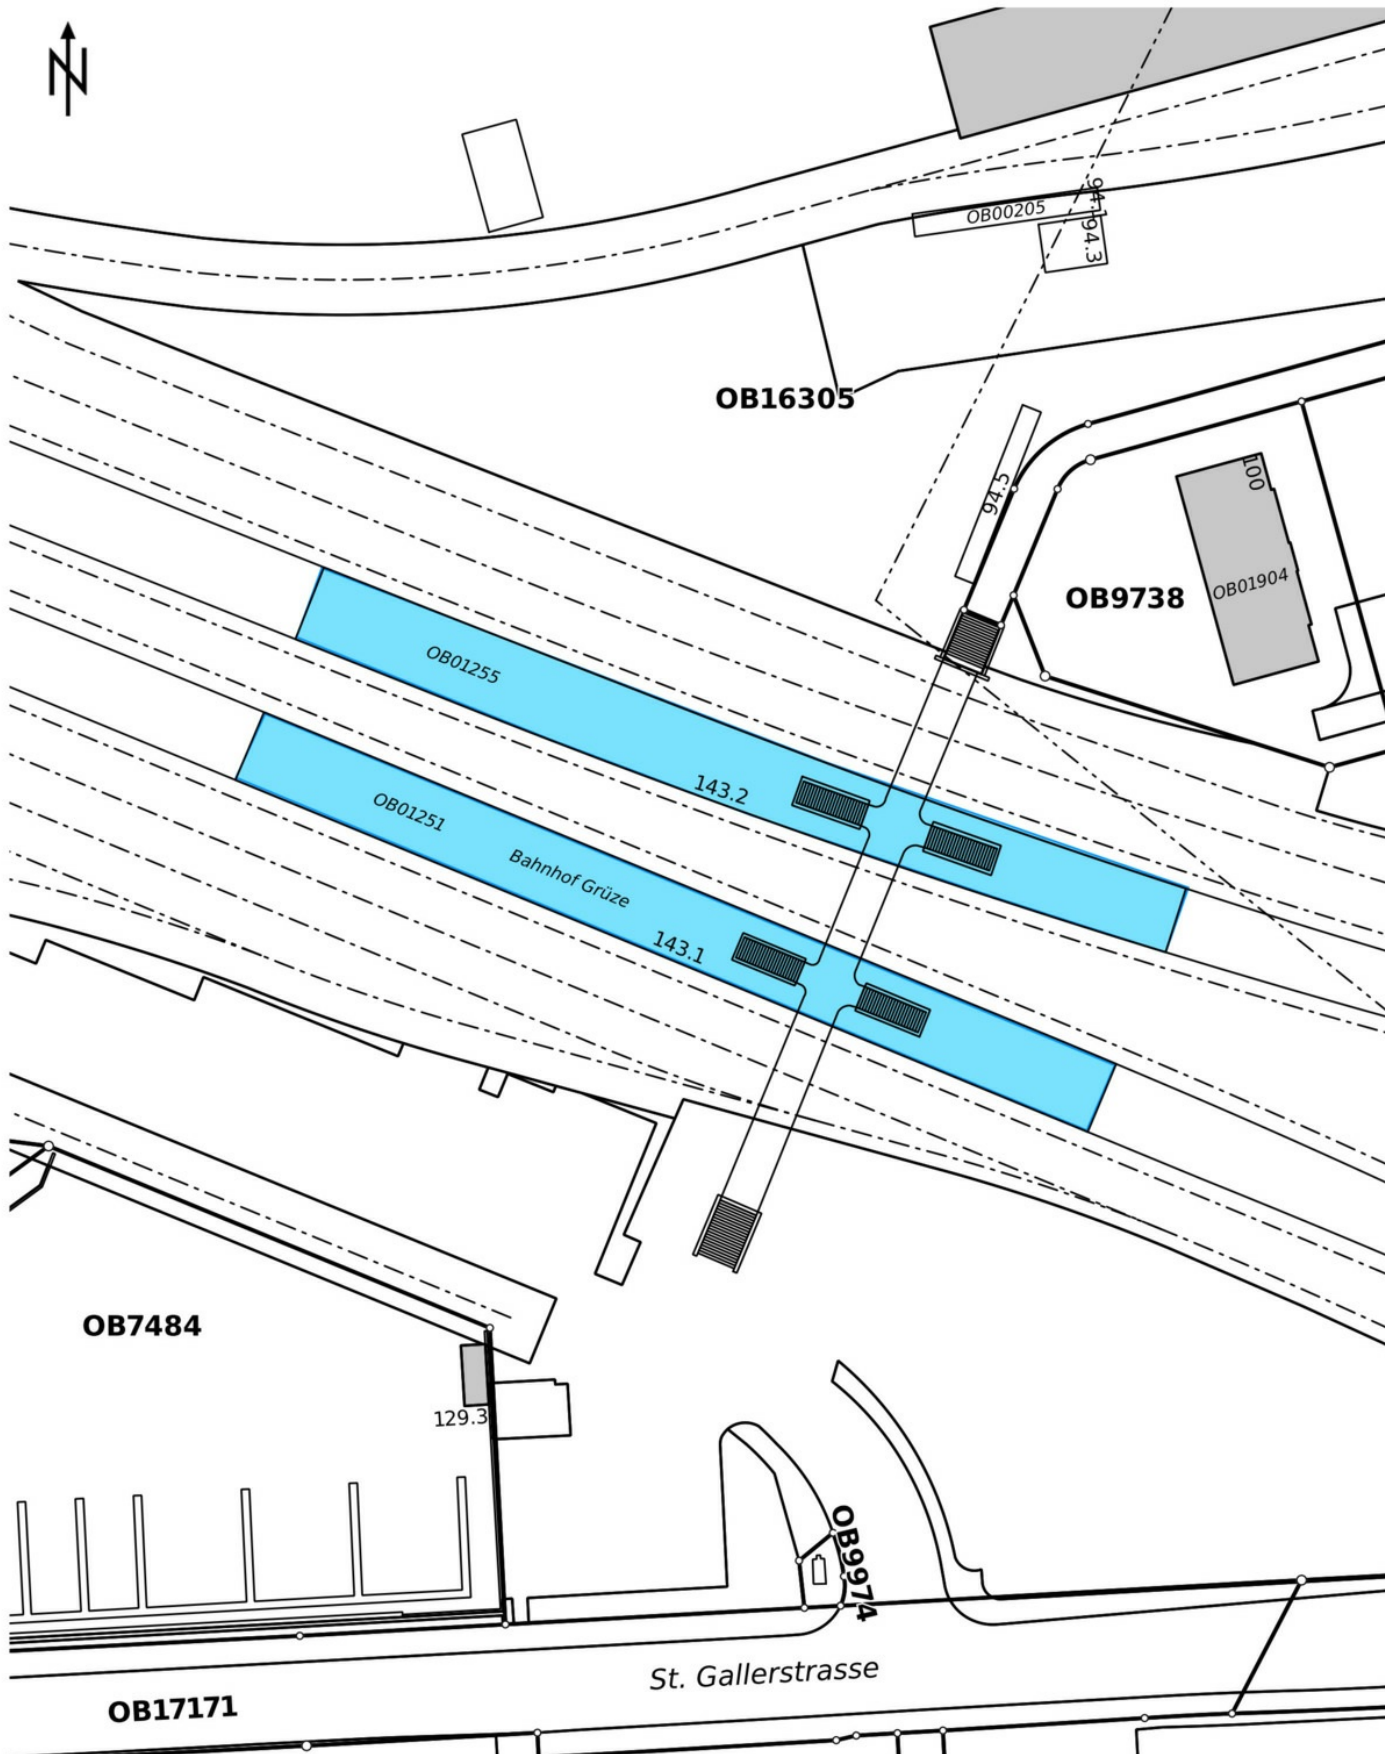 N
94.1
OB00205
94.3
OB16305
100
94.5
OB01904
OB9738
OB01255
143.2
OB01251
Bahnhof Grüze
143.1
OB7484
129.3
OB9974
St. Gallerstrasse
OB17171